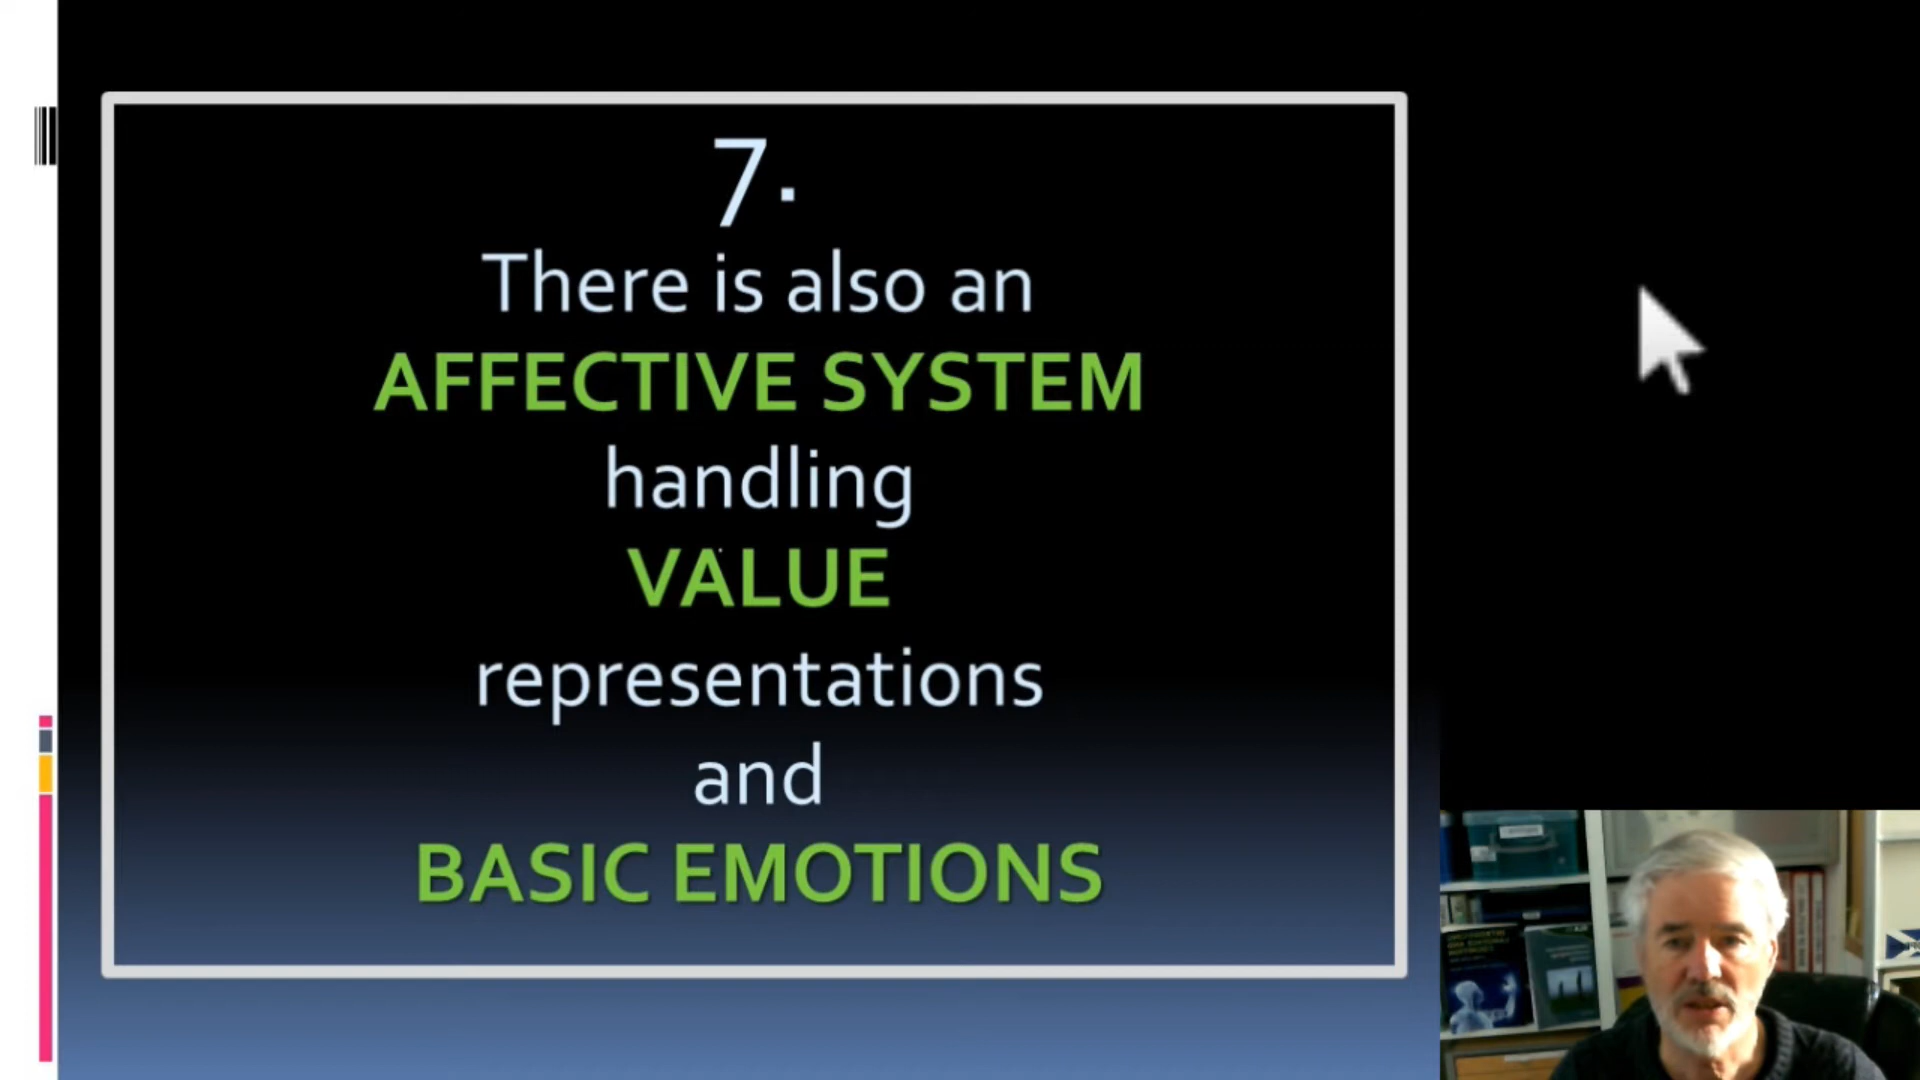 7.
There is also an
AFFECTIVE SYSTEM
handling
VALUE
representations
and
BASIC EMOTIONS